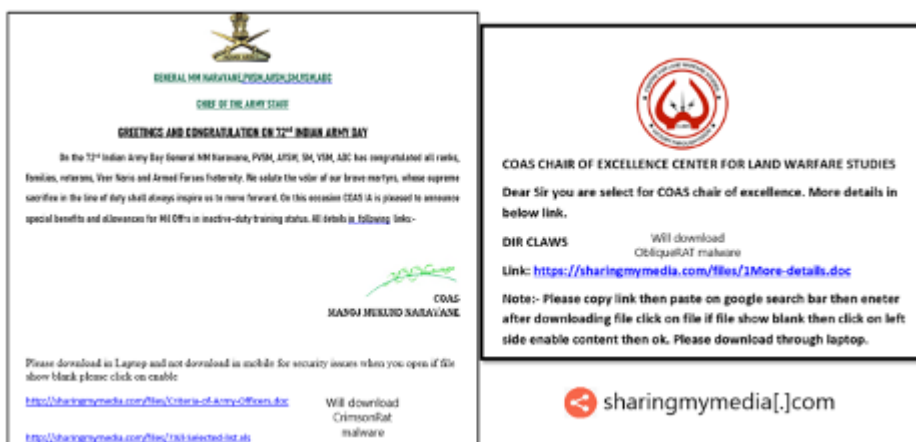 GENERAL MM NARAVANE,PVSM,AVSM,SM,VSM,ADC
CHIEF OF THE ARMY STAFF
GREETINGS AND CONGRATULATION ON 72nd INDIAN ARMY DAY
On the 72nd Indian Army Day General MM Naravane, PVSM, AVSM, SM, VSM, ADC has congratulated all ranks,
families, veterans, Veer Naris and Armed Forces fraternity. We salute the valor of our brave martyrs, whose supreme
sacrifice in the line of duty shall always inspire us to move forward. On this occasion COAS IA is pleased to announce
special benefits and allowances for Mil Offrs in inactive-duty training status. All details in following links:-
COAS
MANOJ MUKUND NARAVANE
Please download in Laptop and not download in mobile for security issues when you open if file
show blank please click on enable
http://sharingmymedia.com/files/Criteria-of-Army-Officers.doc
Will download
CrimsonRat
malware
http://sharingmymedia.com/files/7All-Selected-list.xls
COAS CHAIR OF EXCELLENCE CENTER FOR LAND WARFARE STUDIES
Dear Sir you are select for COAS chair of excellence. More details in
below link.
DIR CLAWS
Will download
ObliqueRAT malware
Link: https://sharingmymedia.com/files/1More-details.doc
Note:- Please copy link then paste on google search bar then eneter
after downloading file click on file if file show blank then click on left
side enable content then ok. Please download through laptop.
sharingmymedia[.]com